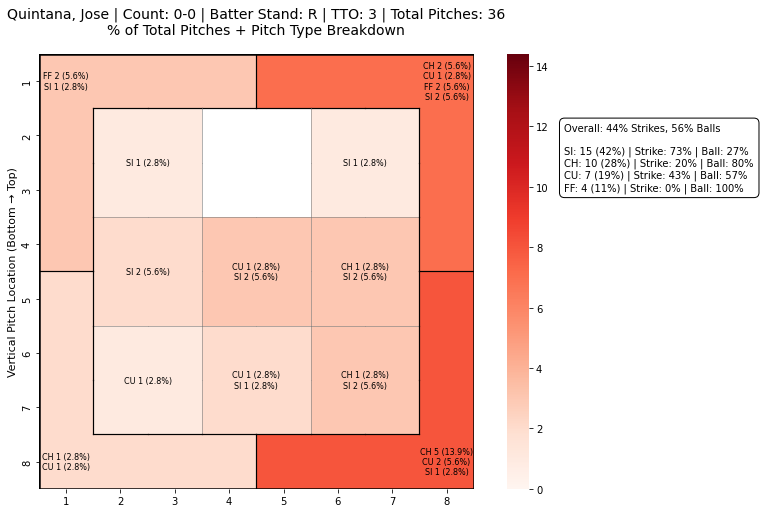 Quintana, Jose | Count: 0-0 | Batter Stand: R | TTO: 3 | Total Pitches: 36
% of Total Pitches + Pitch Type Breakdown
Vertical Pitch Location (Bottom → Top)
1
2
3
4
5
6
7
8
FF 2 (5.6%)
SI 1 (2.8%)
CH 2 (5.6%)
CU 1 (2.8%)
FF 2 (5.6%)
SI 2 (5.6%)
SI 1 (2.8%)
SI 1 (2.8%)
SI 2 (5.6%)
CU 1 (2.8%)
SI 2 (5.6%)
CH 1 (2.8%)
SI 2 (5.6%)
CU 1 (2.8%)
CU 1 (2.8%)
SI 1 (2.8%)
CH 1 (2.8%)
SI 2 (5.6%)
CH 1 (2.8%)
CU 1 (2.8%)
CH 5 (13.9%)
CU 2 (5.6%)
SI 1 (2.8%)
1 2 3 4 5 6 7 8
14
12
10
8
6
4
2
0
Overall: 44% Strikes, 56% Balls
SI: 15 (42%) | Strike: 73% | Ball: 27%
CH: 10 (28%) | Strike: 20% | Ball: 80%
CU: 7 (19%) | Strike: 43% | Ball: 57%
FF: 4 (11%) | Strike: 0% | Ball: 100%